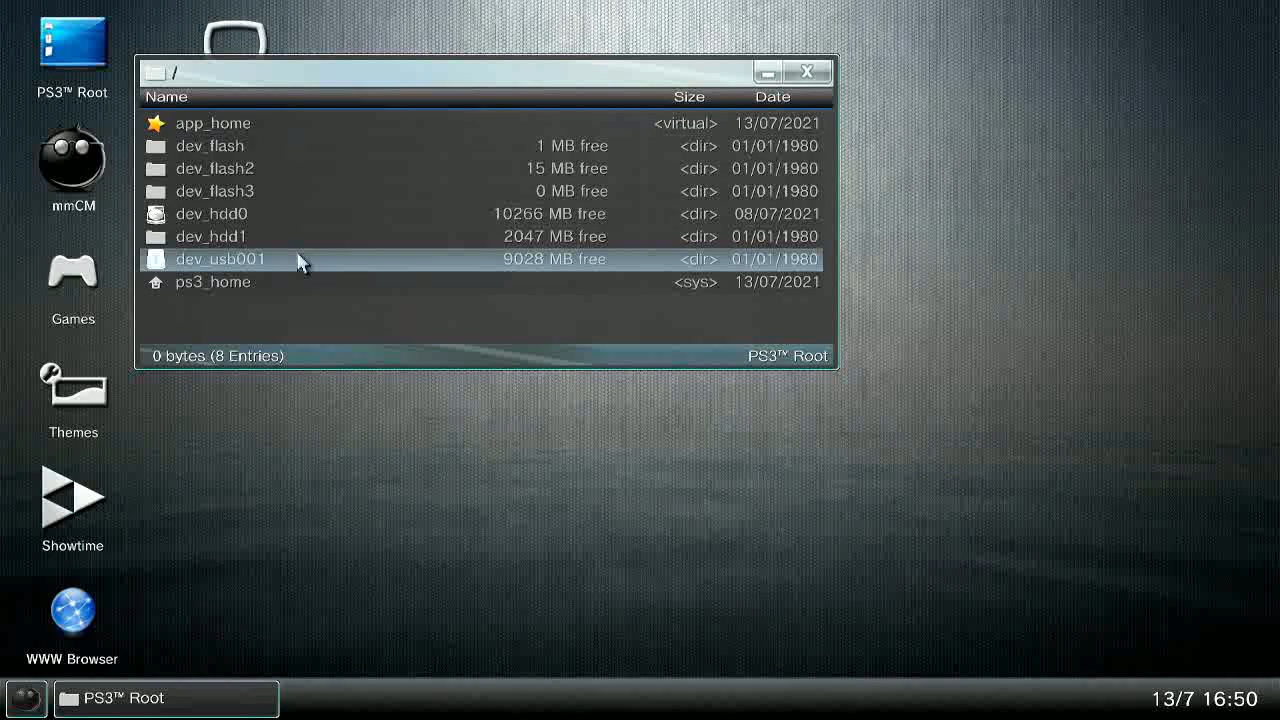 PS3™ Root
mmCM
Games
Themes
Showtime
WWW Browser
/
X
Name Size Date
app_home <virtual> 13/07/2021
dev_flash 1 MB free <dir> 01/01/1980
dev_flash2 15 MB free <dir> 01/01/1980
dev_flash3 0 MB free <dir> 01/01/1980
dev_hdd0 10266 MB free <dir> 08/07/2021
dev_hdd1 2047 MB free <dir> 01/01/1980
dev_usb001 9028 MB free <dir> 01/01/1980
ps3_home <sys> 13/07/2021
0 bytes (8 Entries) PS3™ Root
PS3™ Root
13/7 16:50